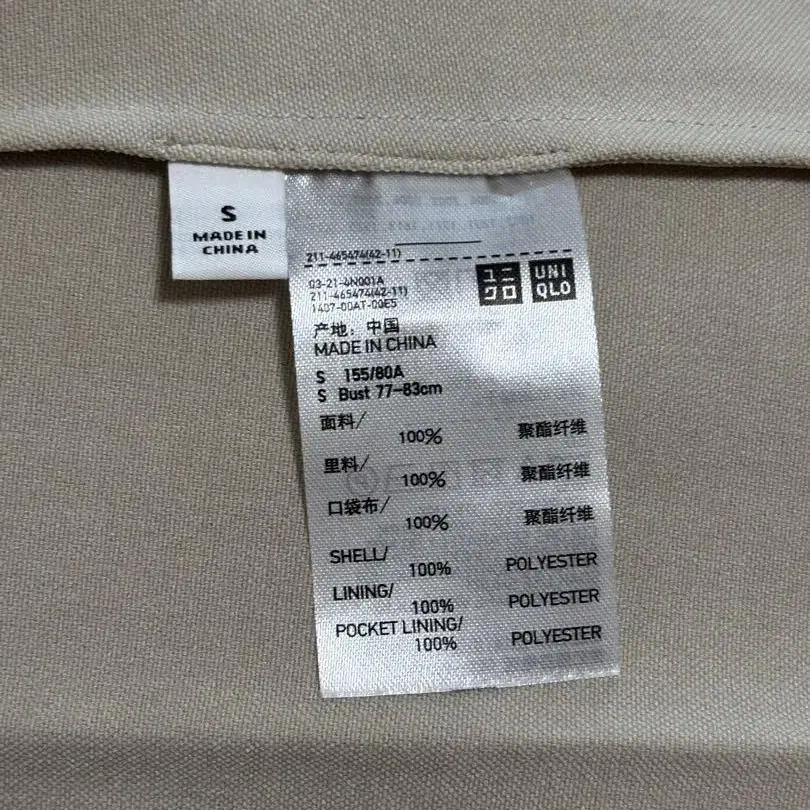 S
MADE IN
CHINA
211-465474(42-11)
03-21-4N001A
211-465474(42-11)
1407-00AT-00E5
ユニ
クロ
UNI
QLO
产地: 中国
MADE IN CHINA
S 155/80A
S Bust 77-83cm
面料/
100% 聚酯纤维
里料/
100% 聚酯纤维
口袋布/
100% 聚酯纤维
SHELL/
100% POLYESTER
LINING/
100% POLYESTER
POCKET LINING/
100% POLYESTER